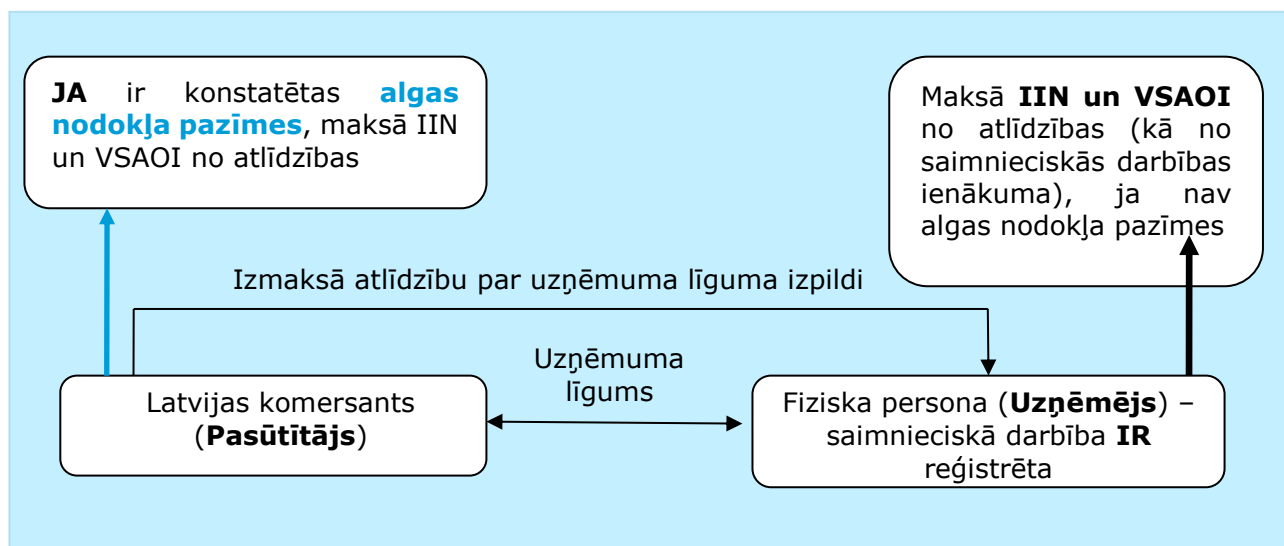 JA ir konstatētas algas
nodokļa pazīmes, maksā IIN
un VSAOI no atlīdzības
Maksā IIN un VSAOI
no atlīdzības (kā no
saimnieciskās darbības
ienākuma), ja nav
algas nodokļa pazīmes
Izmaksā atlīdzību par uzņēmuma līguma izpildi
Uzņēmuma
līgums
Latvijas komersants
(Pasūtītājs)
Fiziska persona (Uzņēmējs) –
saimnieciskā darbība IR
reģistrēta